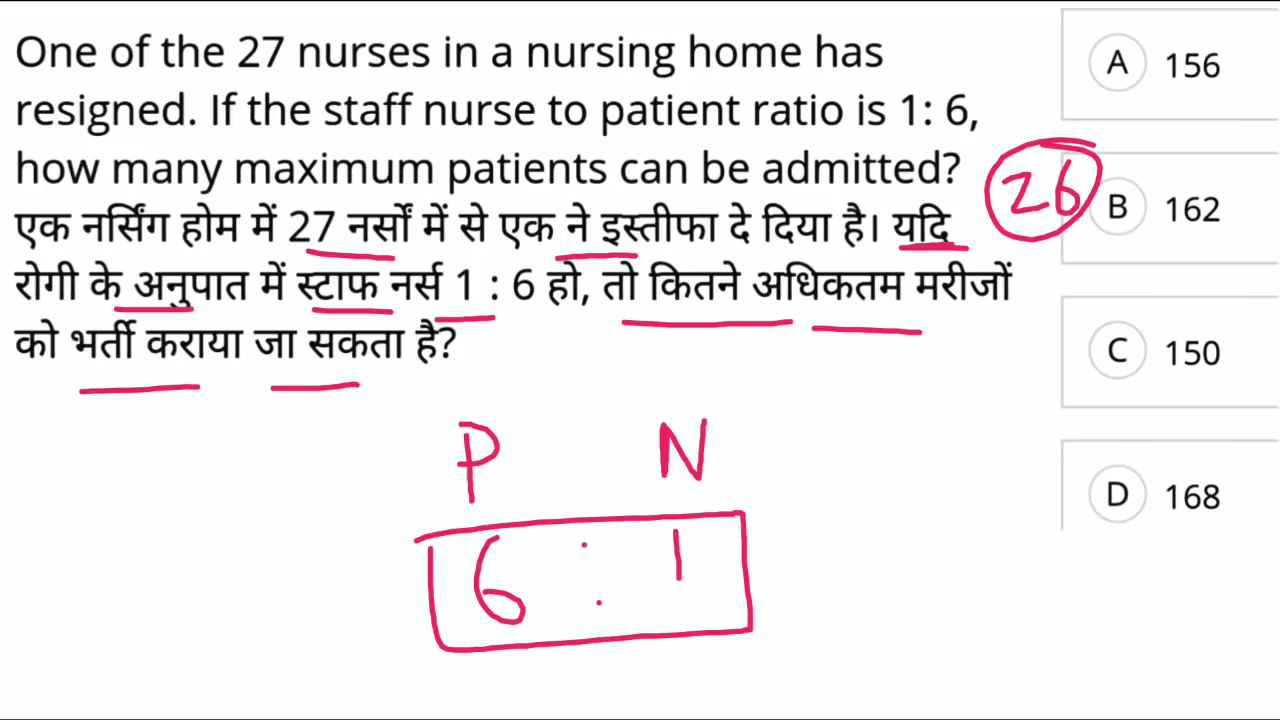 One of the 27 nurses in a nursing home has
resigned. If the staff nurse to patient ratio is 1: 6,
how many maximum patients can be admitted?
एक नर्सिंग होम में 27 नर्सों में से एक ने इस्तीफा दे दिया है। यदि
रोगी के अनुपात में स्टाफ नर्स 1 : 6 हो, तो कितने अधिकतम मरीजों
को भर्ती कराया जा सकता है?
26
A 156
B 162
C 150
D 168
P N
6 : 1